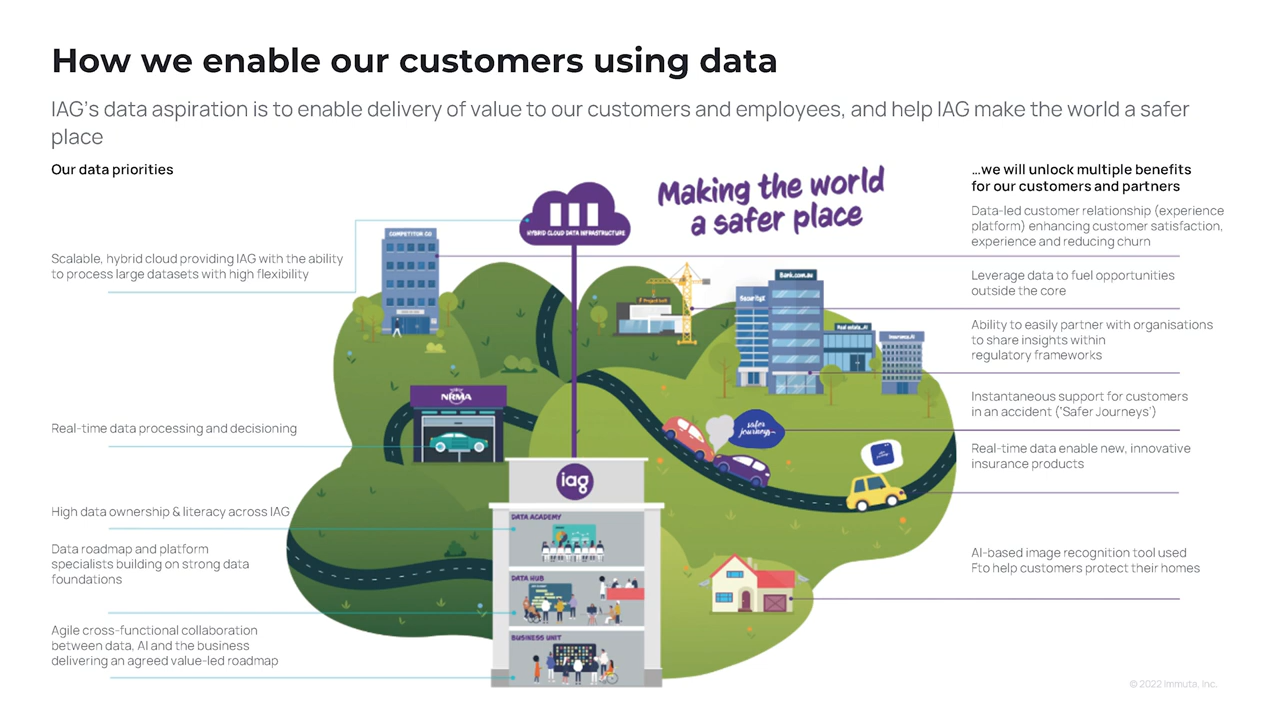 How we enable our customers using data
IAG's data aspiration is to enable delivery of value to our customers and employees, and help IAG make the world a safer
place
Our data priorities
Scalable, hybrid cloud providing IAG with the ability
to process large datasets with high flexibility
Real-time data processing and decisioning
High data ownership & literacy across IAG
Data roadmap and platform
specialists building on strong data
foundations
Agile cross-functional collaboration
between data, AI and the business
delivering an agreed value-led roadmap
Making the world
a safer place
HYBRID CLOUD DATA INFRASTRUCTURE
COMPETITOR CO
Project
Bank.com.au
Security
Real estate.
Insurance.
NRMA
safer
journeys
iag
DATA ACADEMY
DATA HUB
BUSINESS UNIT
...we will unlock multiple benefits
for our customers and partners
Data-led customer relationship (experience
platform) enhancing customer satisfaction,
experience and reducing churn
Leverage data to fuel opportunities
outside the core
Ability to easily partner with organisations
to share insights within
regulatory frameworks
Instantaneous support for customers
in an accident ('Safer Journeys')
Real-time data enable new, innovative
insurance products
AI-based image recognition tool used
Fto help customers protect their homes
© 2022 Immuta, Inc.